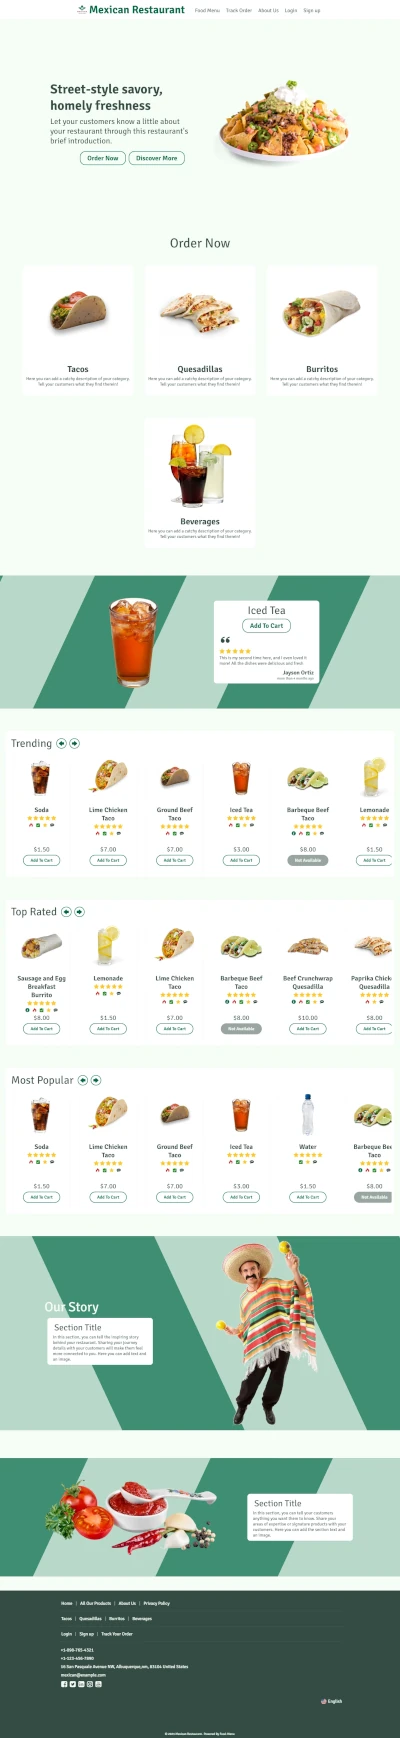 Mexican Restaurant
Food Menu Track Order About Us Login Sign up
Street-style savory,
homely freshness
Let your customers know a little about
your restaurant through this restaurant's
brief introduction.
Order Now Discover More
Order Now
Tacos
Here you can add a catchy description of your category.
Tell your customers what they find therein!
Quesadillas
Here you can add a catchy description of your category.
Tell your customers what they find therein!
Burritos
Here you can add a catchy description of your category.
Tell your customers what they find therein!
Beverages
Here you can add a catchy description of your category.
Tell your customers what they find therein!
Iced Tea
Add To Cart
This is my second time here, and I even loved it
more! All the dishes were delicious and fresh
Jayson Ortiz
more than 4 months ago
Trending
Soda
$1.50
Add To Cart
Lime Chicken
Taco
$7.00
Add To Cart
Ground Beef
Taco
$7.00
Add To Cart
Iced Tea
$3.00
Add To Cart
Barbeque Beef
Taco
$8.00
Not Available
Lemonade
$1.50
Add To Cart
Top Rated
Sausage and Egg
Breakfast
Burrito
$8.00
Add To Cart
Lemonade
$1.50
Add To Cart
Lime Chicken
Taco
$7.00
Add To Cart
Barbeque Beef
Taco
$8.00
Not Available
Beef Crunchwrap
Quesadilla
$10.00
Add To Cart
Paprika Chick
Quesadilla
$8.00
Add To Cart
Most Popular
Soda
$1.50
Add To Cart
Lime Chicken
Taco
$7.00
Add To Cart
Ground Beef
Taco
$7.00
Add To Cart
Iced Tea
$3.00
Add To Cart
Water
$1.50
Add To Cart
Barbeque Bee
Taco
$8.00
Not Available
Our Story
Section Title
In this section, you can tell the inspiring story
behind your restaurant. Sharing your journey
details with your customers will make them feel
more connected to you. Here you can add text and
an image.
Section Title
In this section, you can tell your customers
anything you want them to know. Share your
areas of expertise or signature products with your
customers. Here you can add the section text and
an image.
Home | All Our Products | About Us | Privacy Policy
Tacos | Quesadillas | Burritos | Beverages
Login | Sign up | Track Your Order
+1-098-765-4321
+1-123-456-7890
56 San Pasquale Avenue NW, Albuquerque,nm, 83104 United States
mexican@example.com
English